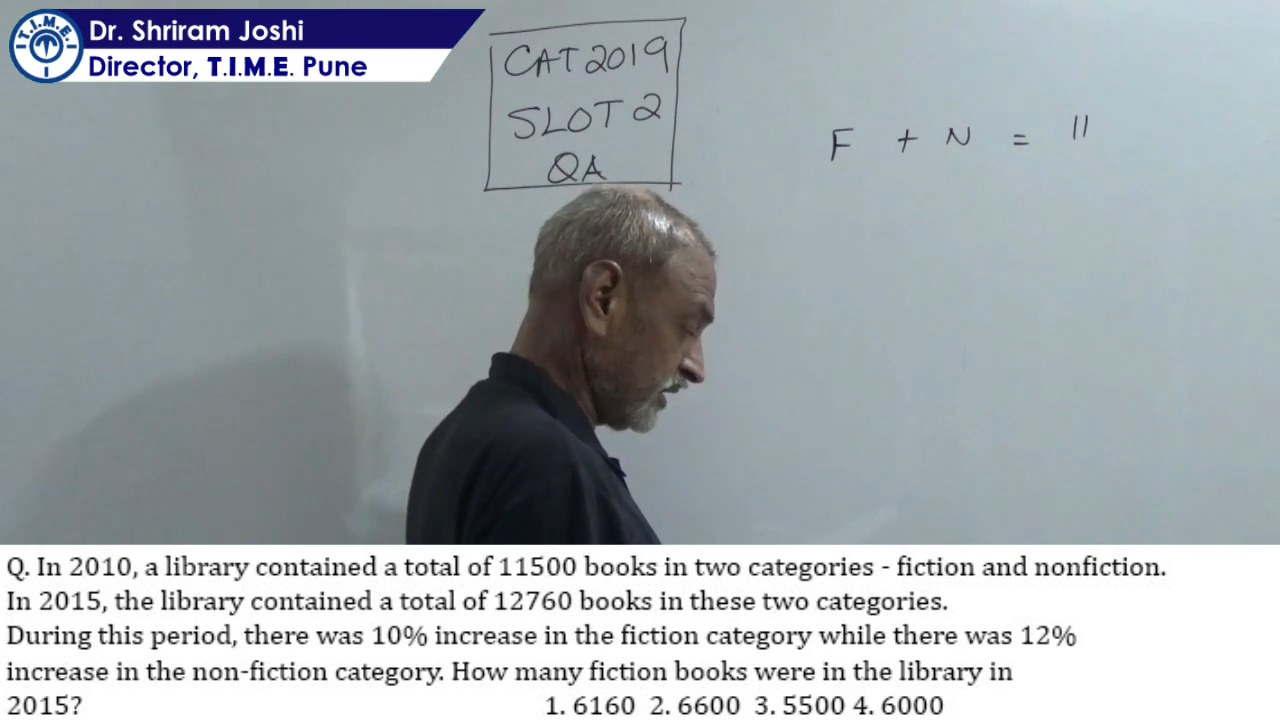 T.I.M.E.
Dr. Shriram Joshi
Director, T.I.M.E. Pune
CAT 2019
SLOT 2
QA
F + N = 11
Q. In 2010, a library contained a total of 11500 books in two categories - fiction and nonfiction.
In 2015, the library contained a total of 12760 books in these two categories.
During this period, there was 10% increase in the fiction category while there was 12%
increase in the non-fiction category. How many fiction books were in the library in
2015? 1. 6160 2. 6600 3. 5500 4. 6000